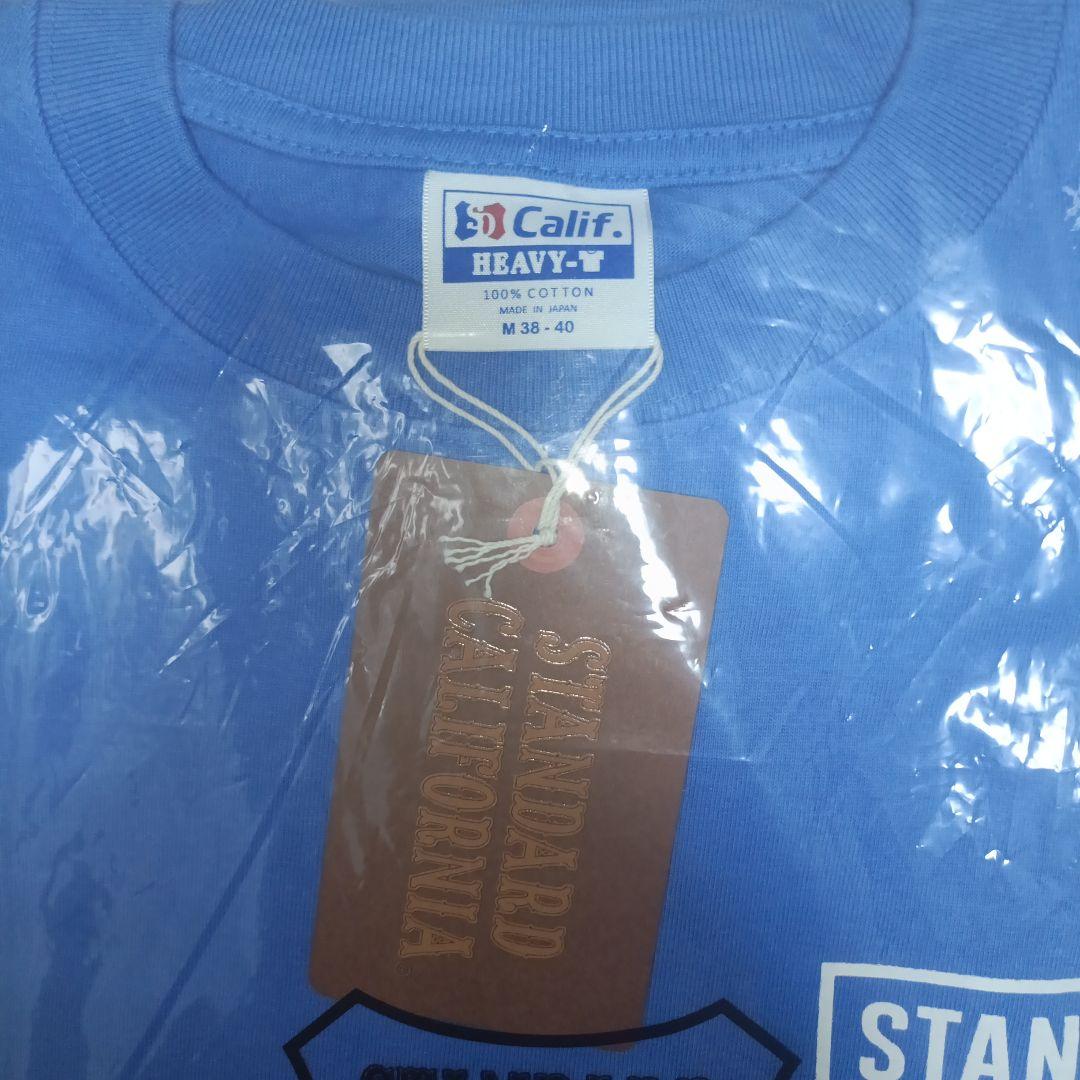 SD Calif.
HEAVY-T
100% COTTON
MADE IN JAPAN
M 38 - 40
STANDARD
CALIFORNIA
®
STAN